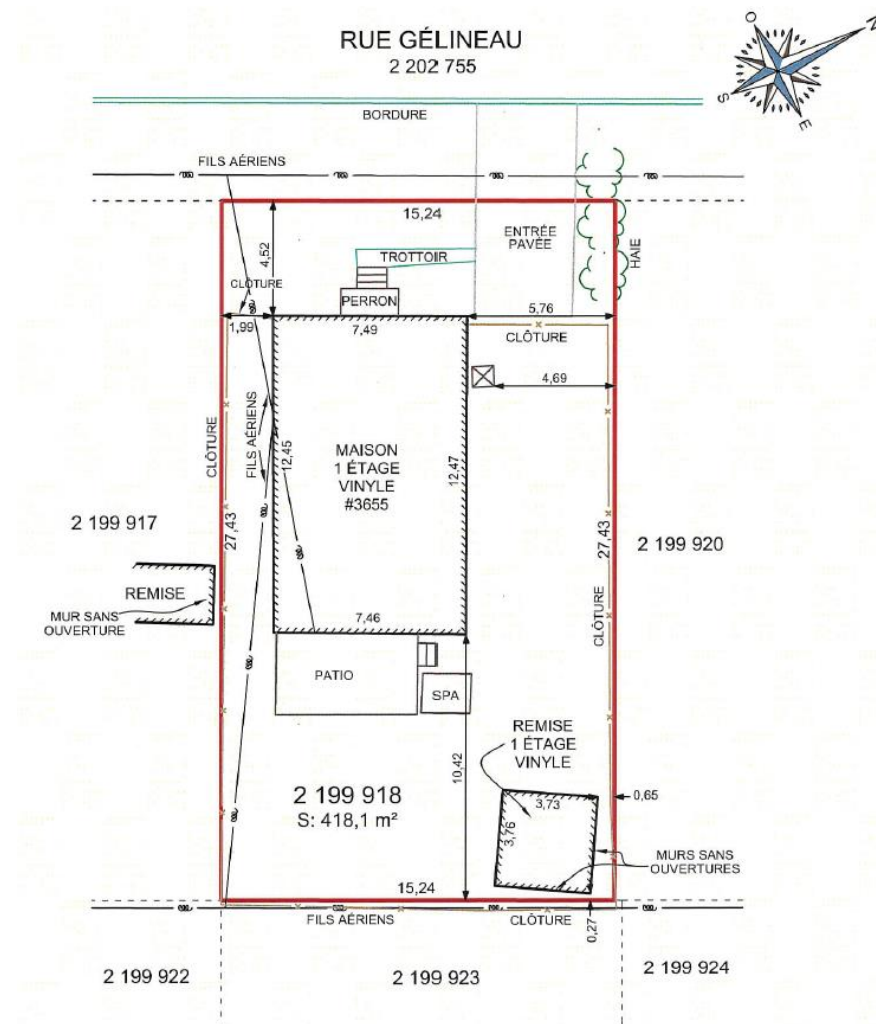 RUE GÉLINEAU
2 202 755
O
N
S
E
BORDURE
FILS AÉRIENS
15,24
ENTRÉE
PAVÉE
HAIE
4,52
TROTTOIR
CLÔTURE
PERRON
1,99
7,49
5,76
CLÔTURE
4,69
CLÔTURE
FILS AÉRIENS
12,45
MAISON
1 ÉTAGE
VINYLE
#3655
12,47
2 199 917
27,43
27,43
2 199 920
REMISE
MUR SANS
OUVERTURE
7,46
CLÔTURE
PATIO
SPA
REMISE
1 ÉTAGE
VINYLE
10,42
2 199 918
S: 418,1 m²
3,73
0,65
3,76
MURS SANS
OUVERTURES
15,24
FILS AÉRIENS
CLÔTURE
0,27
2 199 922
2 199 923
2 199 924